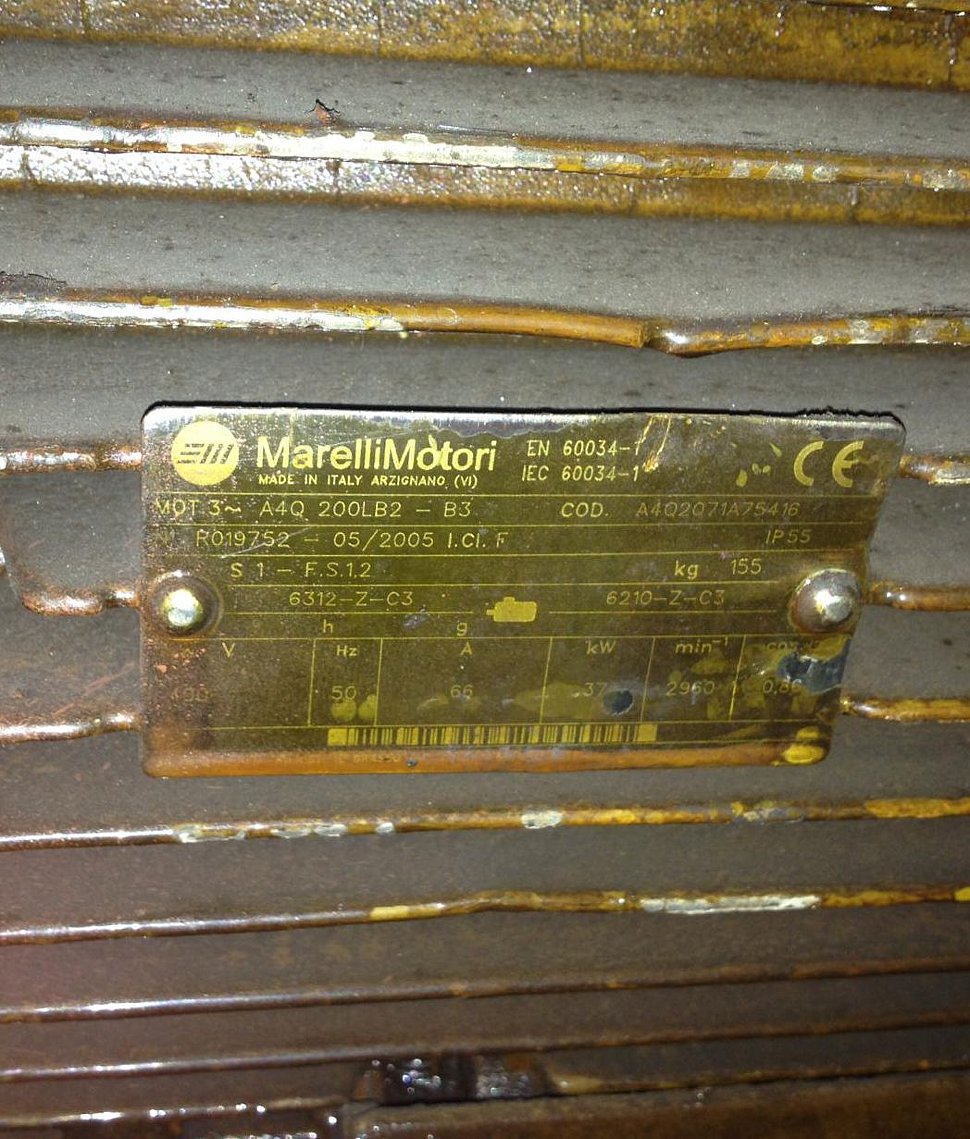 MarelliMotori
MADE IN ITALY ARZIGNANO (VI)
EN 60034-1
IEC 60034-1
CE
MOT 3~ A4Q 200LB2 - B3 COD. A4Q2071A75416
R019752 - 05/2005 I.Cl. F IP55
S 1 - F.S.1,2 kg 155
6312-Z-C3 6210-Z-C3
h g
V Hz A kW min⁻¹
400 50 66 37 2960